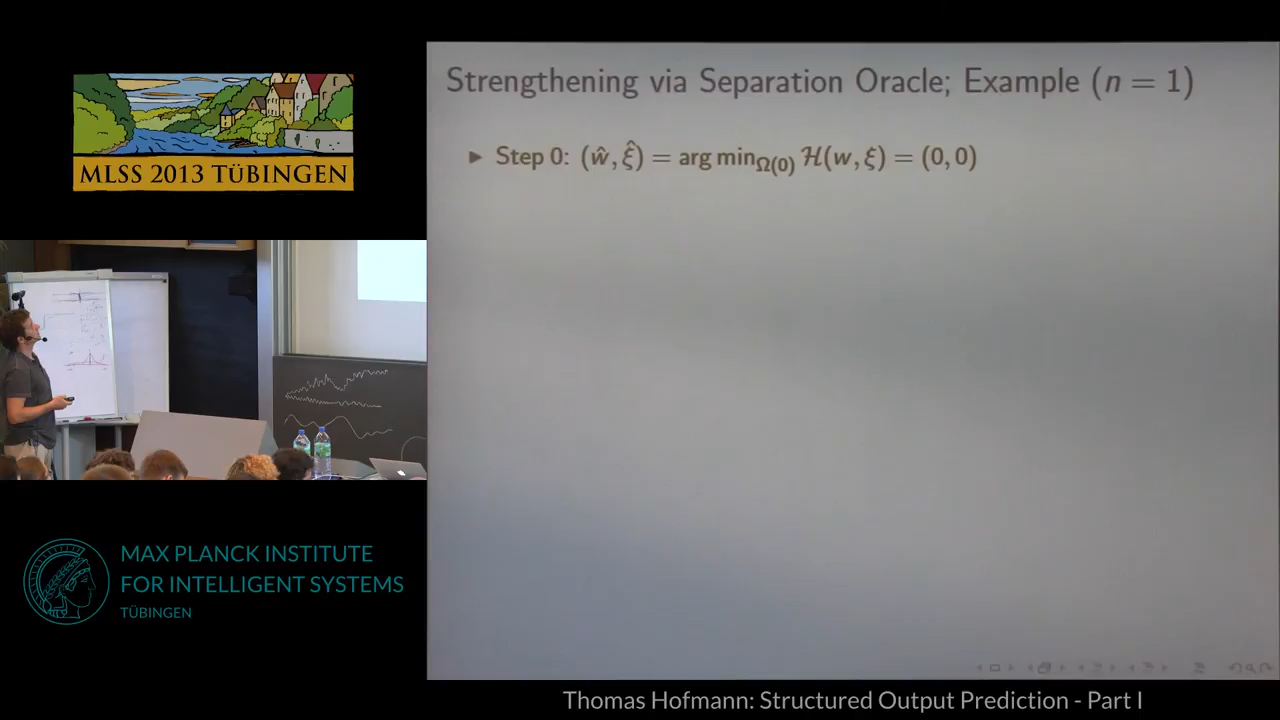 MLSS 2013 TÜBINGEN
Strengthening via Separation Oracle; Example (n = 1)
► Step 0: (ŵ, ξ̂) = arg min_Ω(0) ℋ(w, ξ) = (0, 0)
MAX PLANCK INSTITUTE
FOR INTELLIGENT SYSTEMS
TÜBINGEN
Thomas Hofmann: Structured Output Prediction - Part I